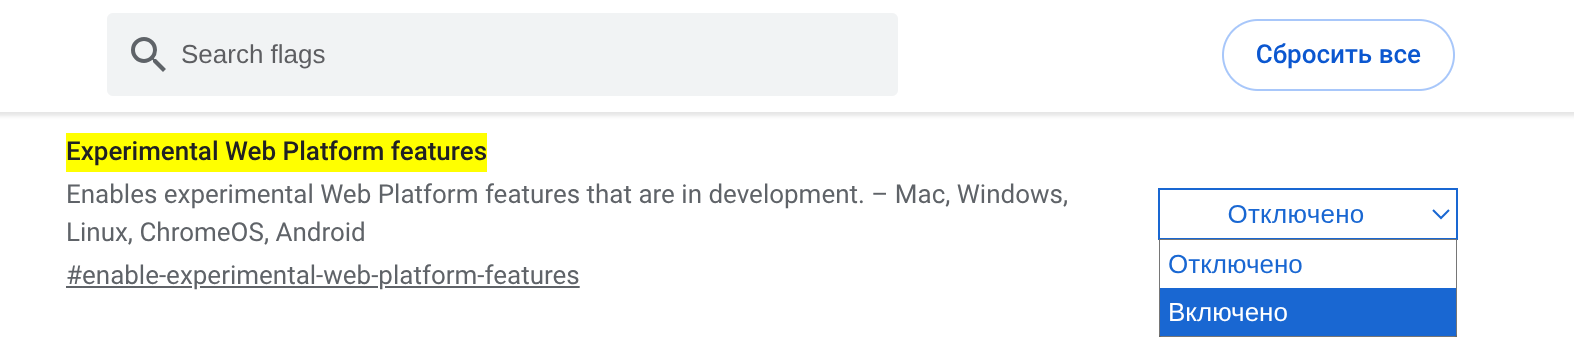 Search flags
Сбросить все
Experimental Web Platform features
Enables experimental Web Platform features that are in development. – Mac, Windows,
Linux, ChromeOS, Android
#enable-experimental-web-platform-features
Отключено
Отключено
Включено